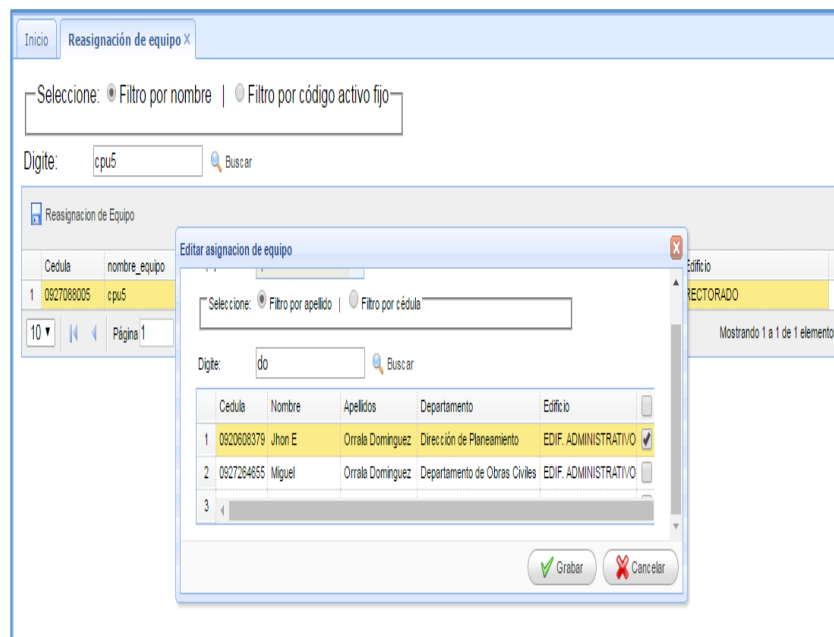 Inicio Reasignación de equipo X
Seleccione: Filtro por nombre | Filtro por código activo fijo
Digite: cpu5 Buscar
Reasignacion de Equipo
Cedula nombre_equipo Edificio
1 0927088005 cpu5 RECTORADO
10 Página 1 Mostrando 1 a 1 de 1 elemento
Editar asignacion de equipo
Seleccione: Filtro por apellido | Filtro por cédula
Digite: do Buscar
Cedula Nombre Apellidos Departamento Edificio
1 0920608379 Jhon E Orrala Dominguez Dirección de Planeamiento EDIF. ADMINISTRATIVO
2 0927264655 Miguel Orrala Dominguez Departamento de Obras Civiles EDIF. ADMINISTRATIVO
3
Grabar Cancelar